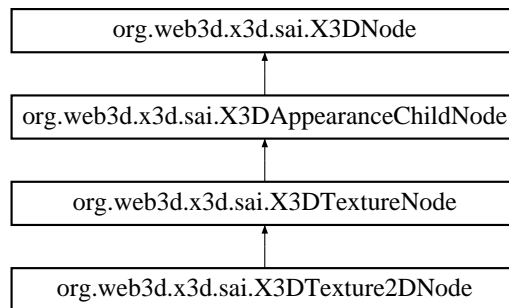 org.web3d.x3d.sai.X3DNode
org.web3d.x3d.sai.X3DAppearanceChildNode
org.web3d.x3d.sai.X3DTextureNode
org.web3d.x3d.sai.X3DTexture2DNode